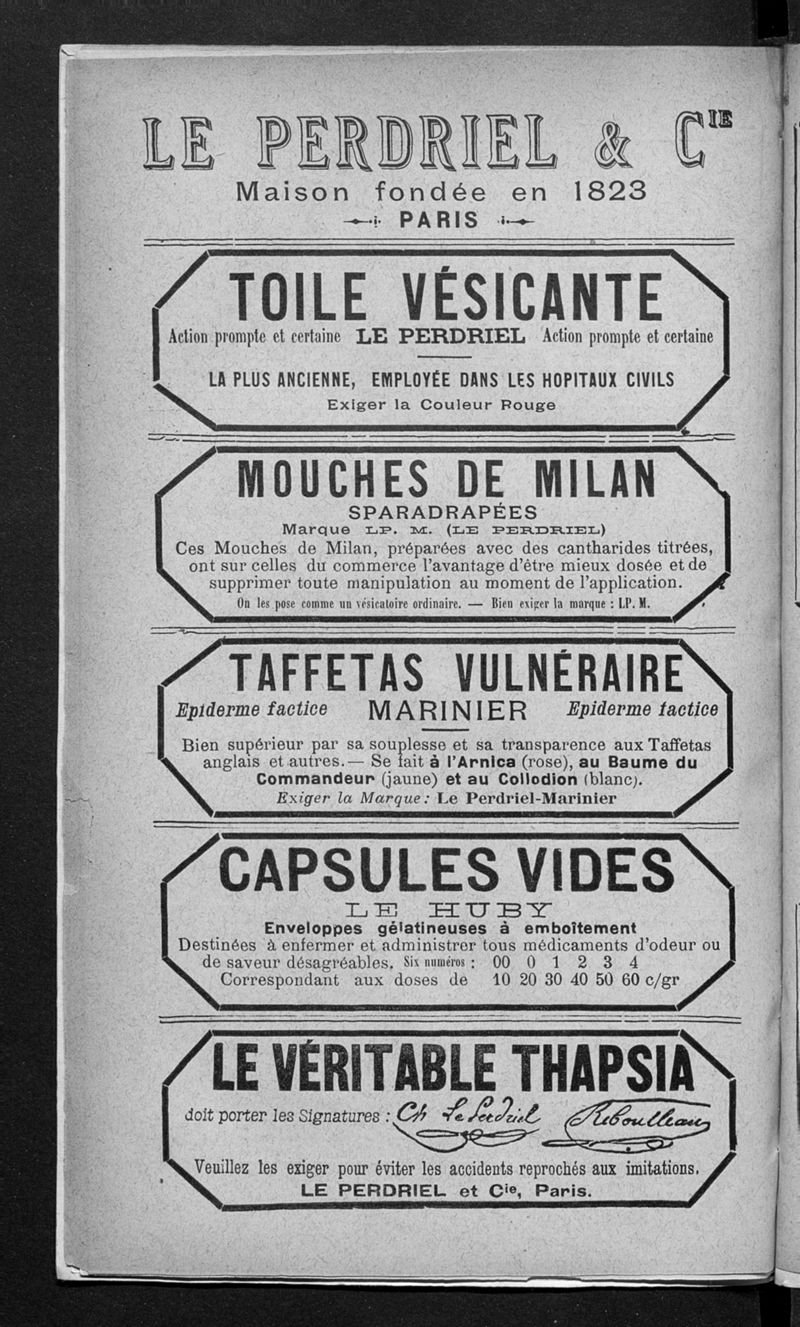 LE PERDRIEL & CIE
Maison fondée en 1823
PARIS
TOILE VÉSICANTE
Action prompte et certaine LE PERDRIEL Action prompte et certaine
LA PLUS ANCIENNE, EMPLOYÉE DANS LES HOPITAUX CIVILS
Exiger la Couleur Rouge
MOUCHES DE MILAN
SPARADRAPÉES
Marque LP. M. (LE PERDRIEL)
Ces Mouches de Milan, préparées avec des cantharides titrées,
ont sur celles du commerce l'avantage d'être mieux dosée et de
supprimer toute manipulation au moment de l'application.
On les pose comme un vésicatoire ordinaire. — Bien exiger la marque : LP. M.
TAFFETAS VULNÉRAIRE
Epiderme factice MARINIER Epiderme factice
Bien supérieur par sa souplesse et sa transparence aux Taffetas
anglais et autres. — Se fait à l'Arnica (rose), au Baume du
Commandeur (jaune) et au Collodion (blanc).
Exiger la Marque : Le Perdriel-Marinier
CAPSULES VIDES
LE HUBY
Enveloppes gélatineuses à emboîtement
Destinées à enfermer et administrer tous médicaments d'odeur ou
de saveur désagréables. Six numéros : 00 0 1 2 3 4
Correspondant aux doses de 10 20 30 40 50 60 c/gr
LE VÉRITABLE THAPSIA
doit porter les Signatures : Ch Le Perdriel Reboulleau
Veuillez les exiger pour éviter les accidents reprochés aux imitations.
LE PERDRIEL et Cie, Paris.